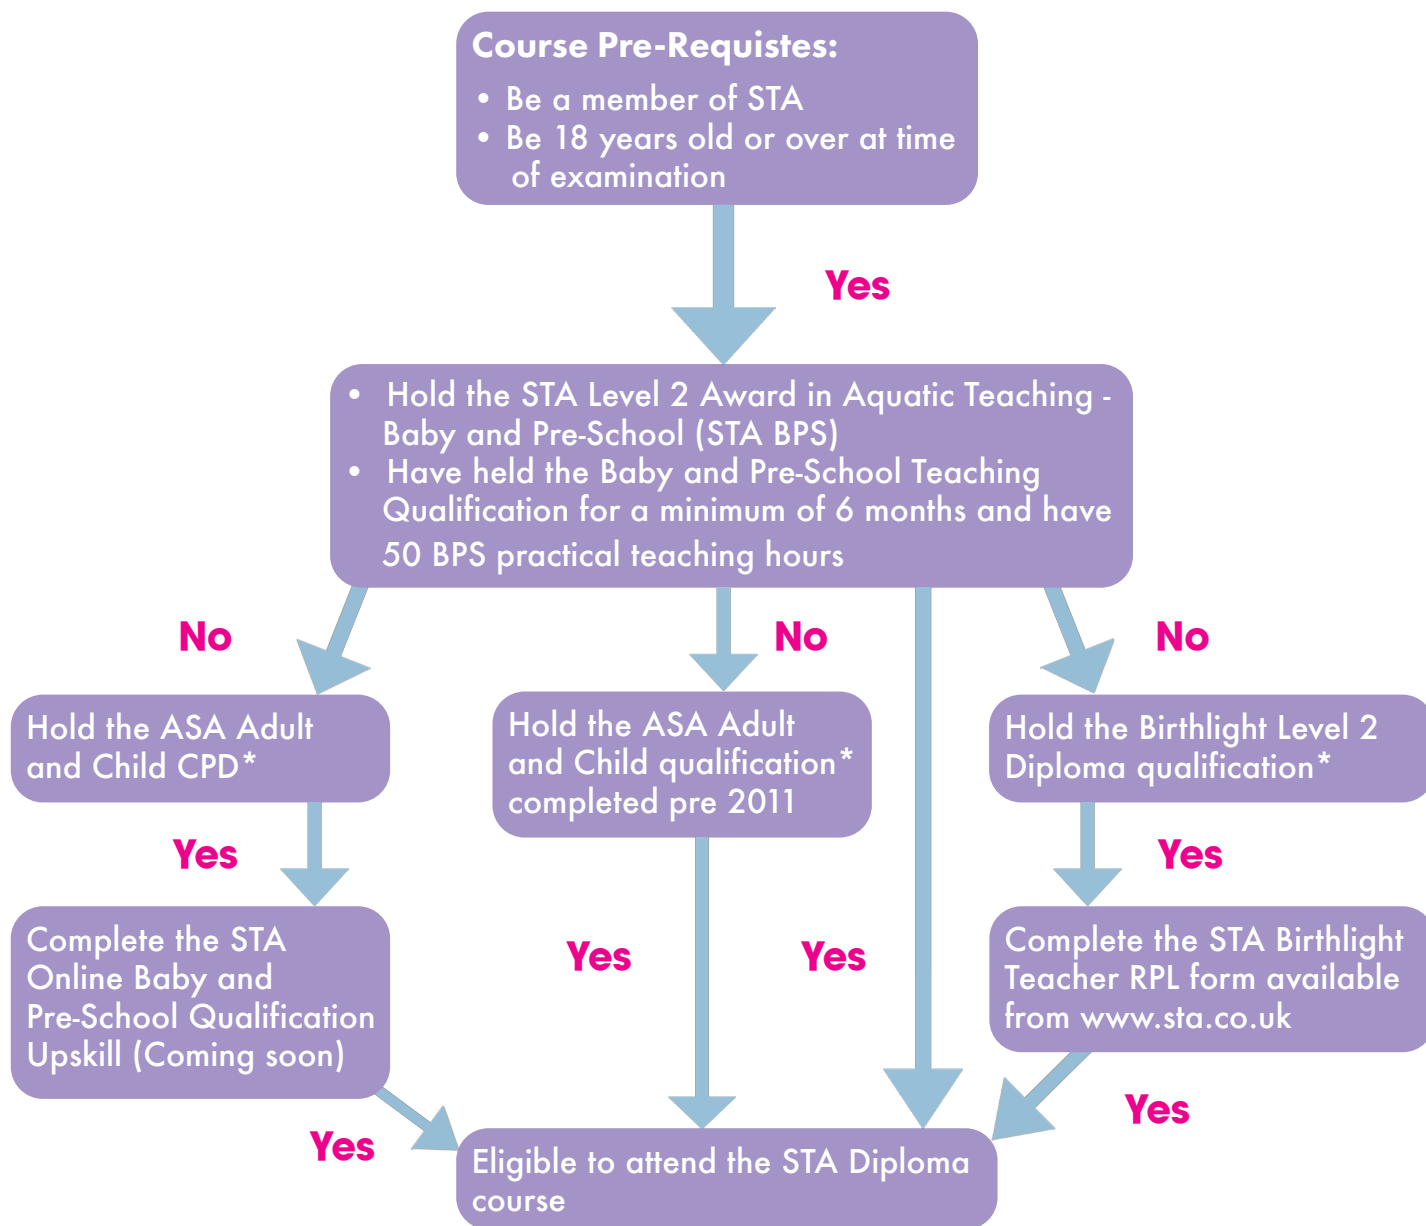 Course Pre-Requistes:
• Be a member of STA
• Be 18 years old or over at time
of examination
Yes
• Hold the STA Level 2 Award in Aquatic Teaching -
Baby and Pre-School (STA BPS)
• Have held the Baby and Pre-School Teaching
Qualification for a minimum of 6 months and have
50 BPS practical teaching hours
No
No
No
Hold the ASA Adult
and Child CPD*
Hold the ASA Adult
and Child qualification*
completed pre 2011
Hold the Birthlight Level 2
Diploma qualification*
Yes
Yes
Complete the STA
Online Baby and
Pre-School Qualification
Upskill (Coming soon)
Yes
Yes
Complete the STA Birthlight
Teacher RPL form available
from www.sta.co.uk
Yes
Yes
Eligible to attend the STA Diploma
course